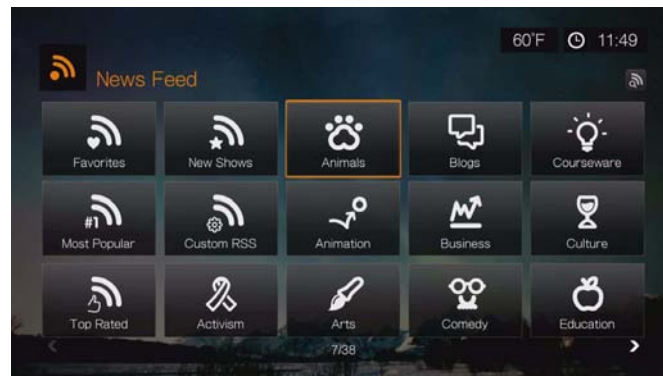 60°F 11:49
News Feed
Favorites New Shows Animals Blogs Courseware
#1
Most Popular Custom RSS Animation Business Culture
Top Rated Activism Arts Comedy Education
7/38